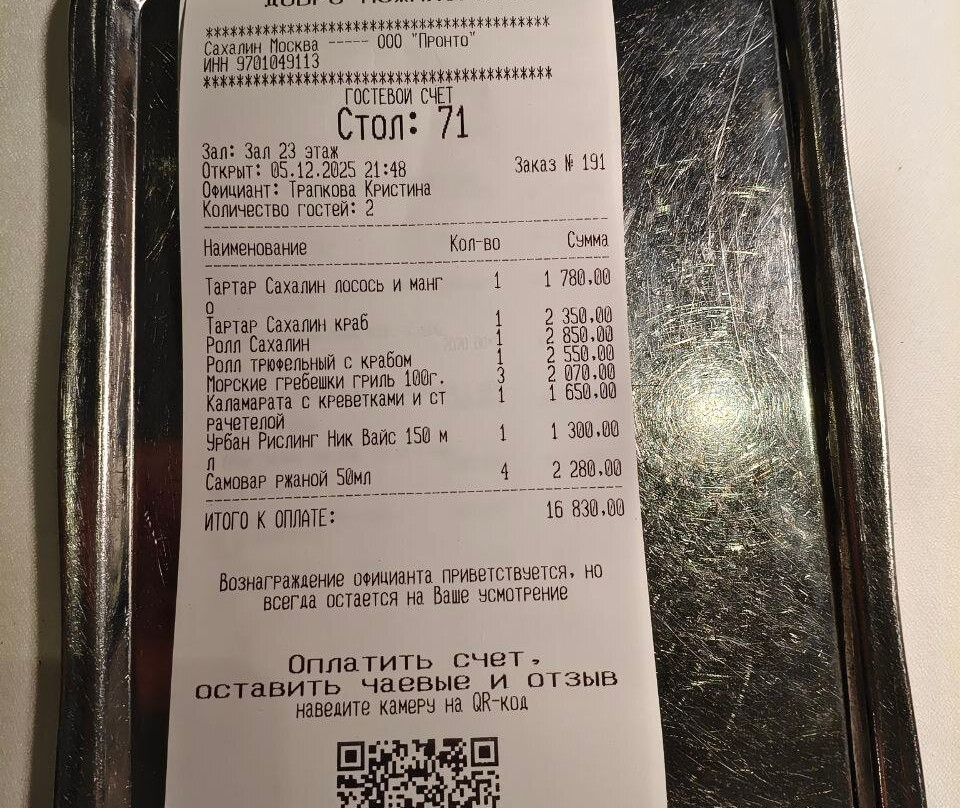 ДОБРО ПОЖАЛОВАТЬ
****************************************
Сахалин Москва ----- ООО "Пронто"
ИНН 9701049113
****************************************
ГОСТЕВОЙ СЧЕТ
Стол: 71
Зал: Зал 23 этаж
Открыт: 05.12.2025 21:48 Заказ № 191
Официант: Трапкова Кристина
Количество гостей: 2
Наименование Кол-во Сумма
Тартар Сахалин лосось и манг 1 1 780,00
о
Тартар Сахалин краб 1 2 350,00
Ролл Сахалин 1 2 850,00
Ролл трюфельный с крабом 1 2 550,00
Морские гребешки гриль 100г. 3 2 070,00
Каламарата с креветками и ст 1 1 650,00
рачетелой
Урбан Рислинг Ник Вайс 150 м 1 1 300,00
л
Самовар ржаной 50мл 4 2 280,00
ИТОГО К ОПЛАТЕ: 16 830,00
Вознаграждение официанта приветствуется, но
всегда остается на Ваше усмотрение
Оплатить счет,
оставить чаевые и отзыв
наведите камеру на QR-код